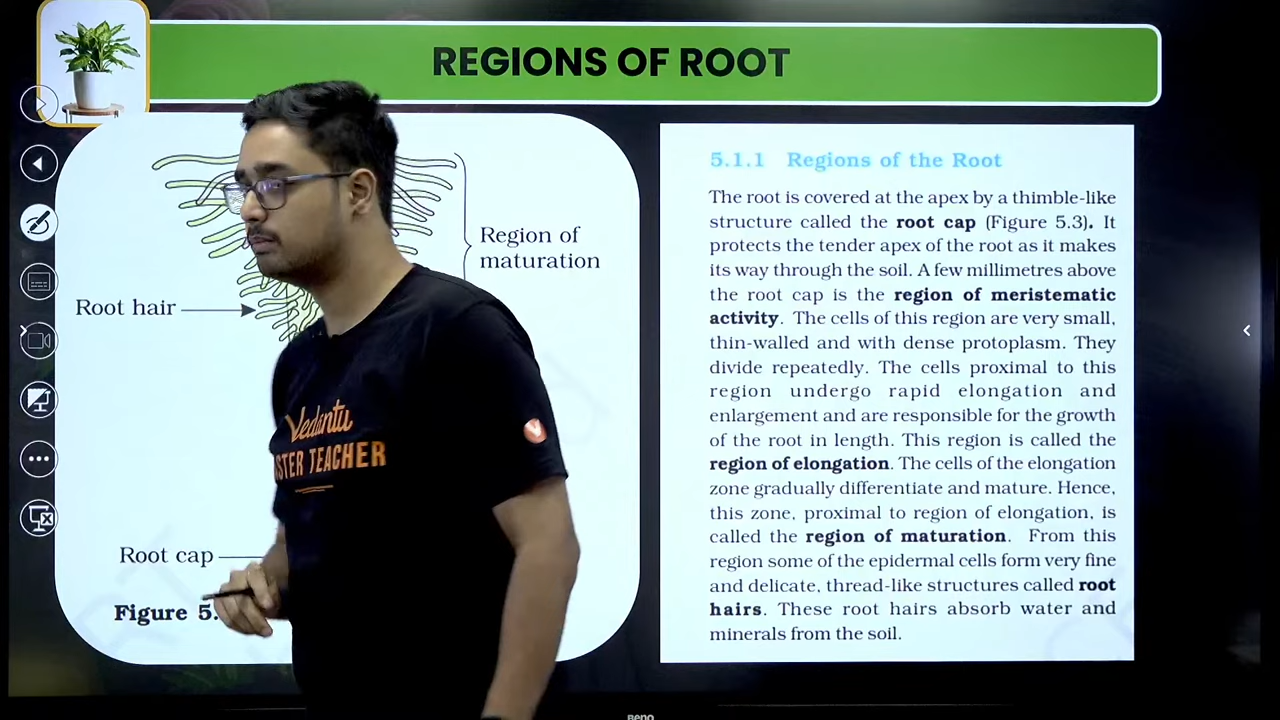 REGIONS OF ROOT
Region of
maturation
Root hair
Root cap
Figure 5.
Vedantu
TEACHER
V
5.1.1 Regions of the Root
The root is covered at the apex by a thimble-like
structure called the root cap (Figure 5.3). It
protects the tender apex of the root as it makes
its way through the soil. A few millimetres above
the root cap is the region of meristematic
activity. The cells of this region are very small,
thin-walled and with dense protoplasm. They
divide repeatedly. The cells proximal to this
region undergo rapid elongation and
enlargement and are responsible for the growth
of the root in length. This region is called the
region of elongation. The cells of the elongation
zone gradually differentiate and mature. Hence,
this zone, proximal to region of elongation, is
called the region of maturation. From this
region some of the epidermal cells form very fine
and delicate, thread-like structures called root
hairs. These root hairs absorb water and
minerals from the soil.
BenQ